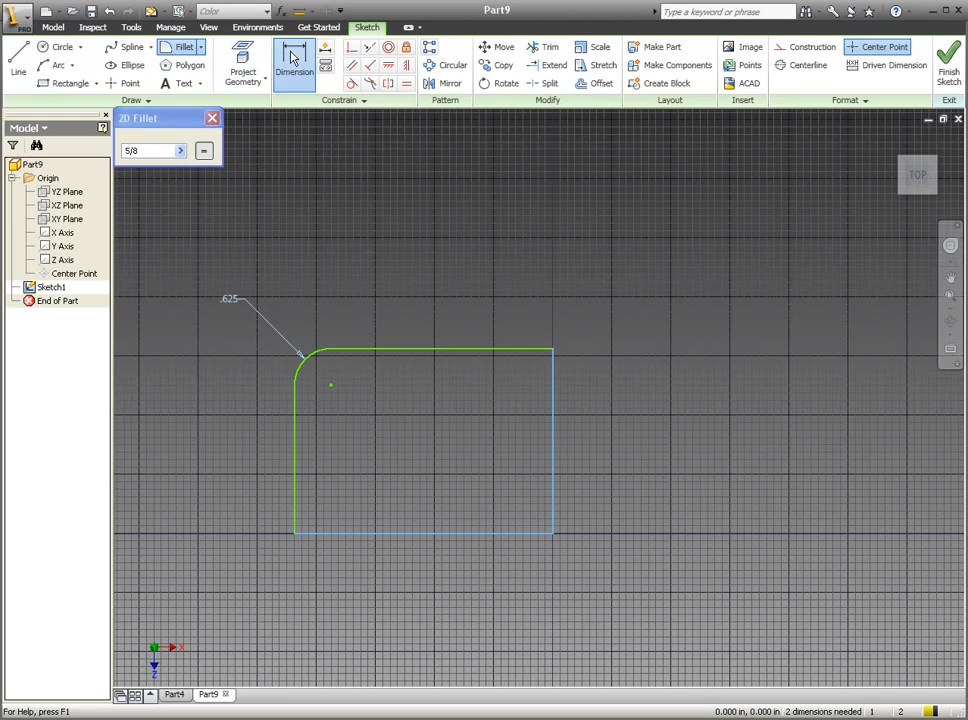 Color
Part9
Type a keyword or phrase
PRO
Model Inspect Tools Manage View Environments Get Started Sketch
Line
Circle
Arc
Rectangle
Spline
Ellipse
Point
Fillet
Polygon
Text
Draw
Project
Geometry
Dimension
Constrain
Circular
Mirror
Pattern
Move
Copy
Rotate
Trim
Extend
Split
Scale
Stretch
Offset
Modify
Make Part
Make Components
Create Block
Layout
Image
Points
ACAD
Insert
Construction
Centerline
Center Point
Driven Dimension
Format
Finish
Sketch
Exit
Model
Part9
Origin
YZ Plane
XZ Plane
XY Plane
X Axis
Y Axis
Z Axis
Center Point
Sketch1
End of Part
2D Fillet
5/8
=
TOP
.625
X
Z
Part4
Part9
For Help, press F1
0.000 in, 0.000 in
2 dimensions needed
1
2